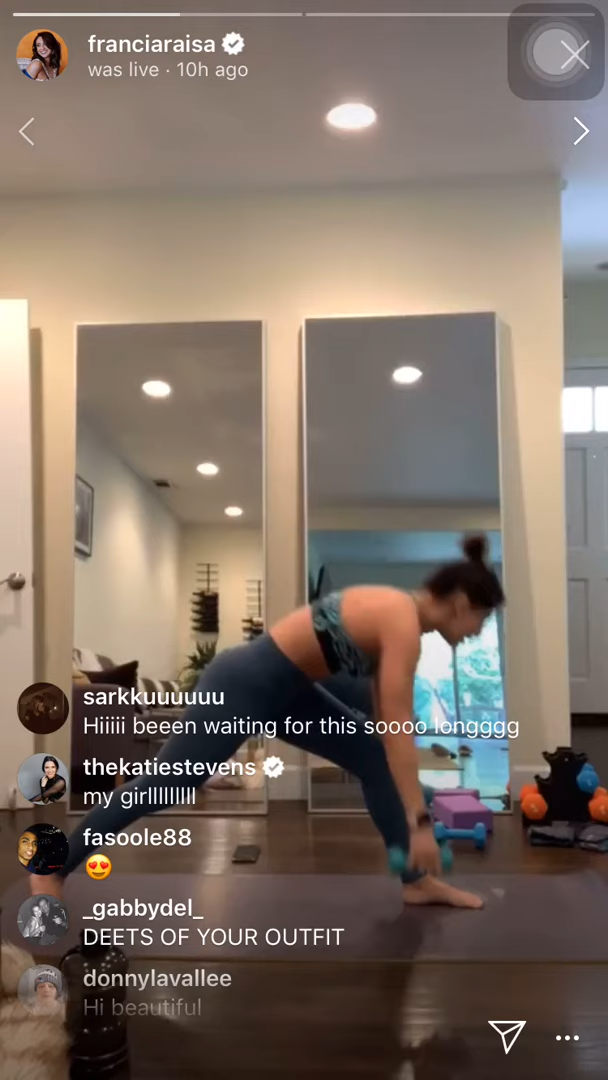 franciaraisa
was live · 10h ago
sarkkuuuuuu
Hiiiii beeen waiting for this soooo longggg
thekatiestevens
my girlllllllll
fasoole88
😍
_gabbydel_
DEETS OF YOUR OUTFIT
donnylavallee
Hi beautiful